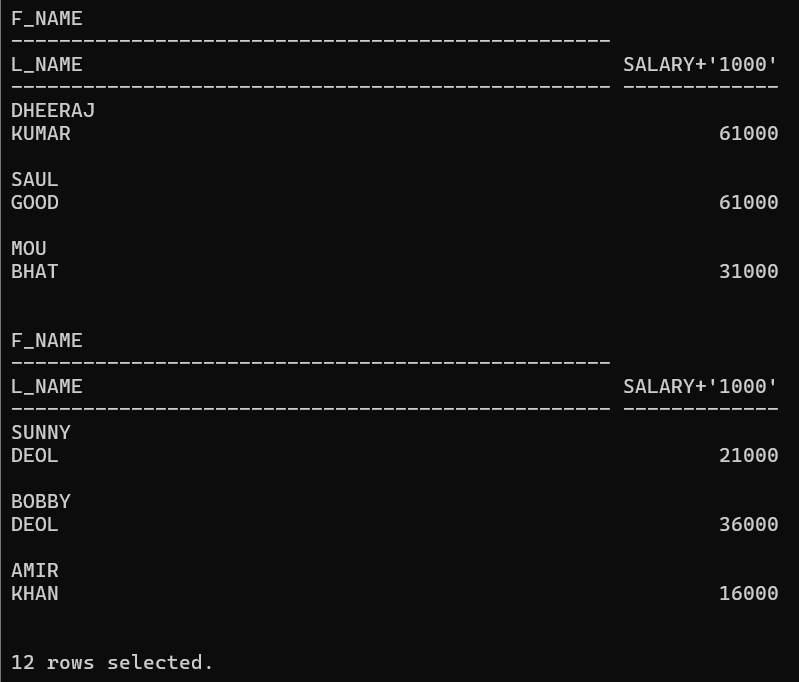 F_NAME
--------------------------------------------------
L_NAME                                             SALARY+'1000'
-------------------------------------------------- -------------
DHEERAJ
KUMAR                                                      61000
SAUL
GOOD                                                       61000
MOU
BHAT                                                       31000
F_NAME
--------------------------------------------------
L_NAME                                             SALARY+'1000'
-------------------------------------------------- -------------
SUNNY
DEOL                                                       21000
BOBBY
DEOL                                                       36000
AMIR
KHAN                                                       16000
12 rows selected.